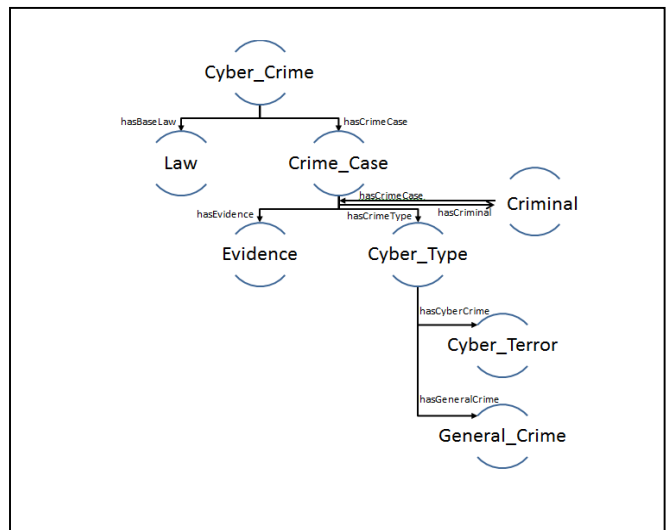 Cyber_Crime
hasBaseLaw
hasCrimeCase
Law
Crime_Case
hasCrimeCase
hasCriminal
Criminal
hasEvidence
hasCrimeType
Evidence
Cyber_Type
hasCyberCrime
Cyber_Terror
hasGeneralCrime
General_Crime